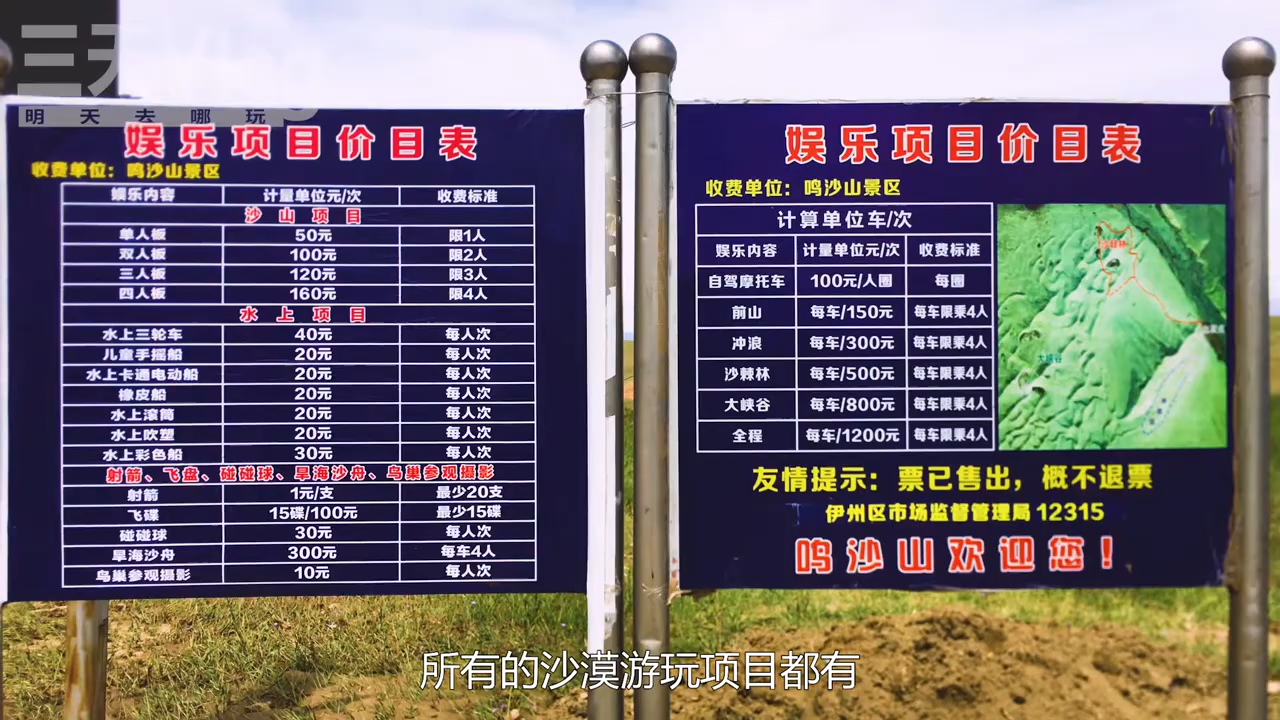 明天去哪玩
娱乐项目价目表
收费单位：鸣沙山景区
娱乐内容 计量单位元/次 收费标准
沙山项目
单人板 50元 限1人
双人板 100元 限2人
三人板 120元 限3人
四人板 160元 限4人
水上项目
水上三轮车 40元 每人次
儿童手摇船 20元 每人次
水上卡通电动船 20元 每人次
橡皮船 20元 每人次
水上滚筒 20元 每人次
水上吹塑 20元 每人次
水上彩色船 30元 每人次
射箭、飞盘、碰碰球、旱海沙舟、鸟巢参观摄影
射箭 1元/支 最少20支
飞碟 15碟/100元 最少15碟
碰碰球 30元 每人次
旱海沙舟 300元 每车4人
鸟巢参观摄影 10元 每人次
娱乐项目价目表
收费单位：鸣沙山景区
计算单位车/次
娱乐内容 计量单位元/次 收费标准
自驾摩托车 100元/人圈 每圈
前山 每车/150元 每车限乘4人
冲浪 每车/300元 每车限乘4人
沙棘林 每车/500元 每车限乘4人
大峡谷 每车/800元 每车限乘4人
全程 每车/1200元 每车限乘4人
大峡谷
友情提示：票已售出，概不退票
伊州区市场监督管理局12315
鸣沙山欢迎您！
所有的沙漠游玩项目都有